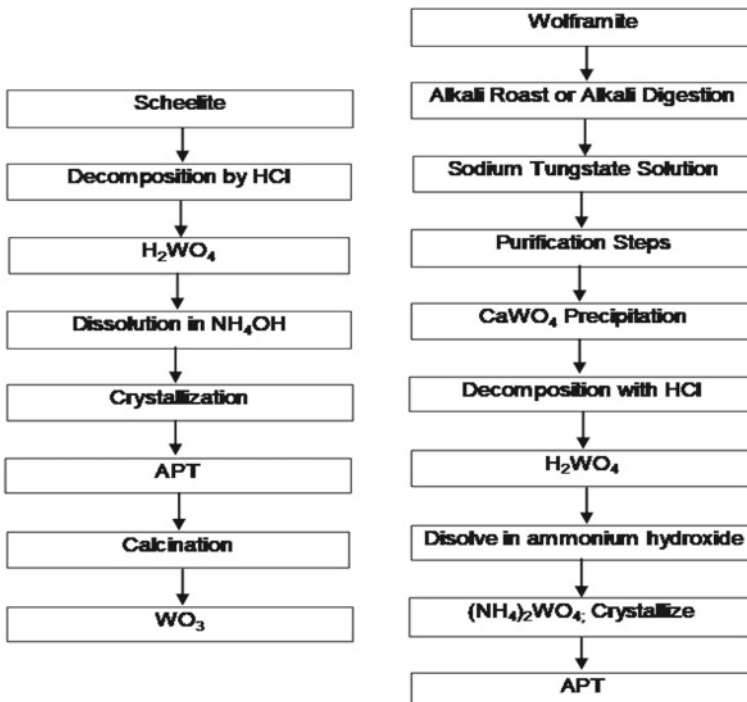 Scheelite
Decomposition by HCl
H₂WO₄
Dissolution in NH₄OH
Crystallization
APT
Calcination
WO₃
Wolframite
Alkali Roast or Alkali Digestion
Sodium Tungstate Solution
Purification Steps
CaWO₄ Precipitation
Decomposition with HCl
H₂WO₄
Disolve in ammonium hydroxide
(NH₄)₂WO₄; Crystallize
APT